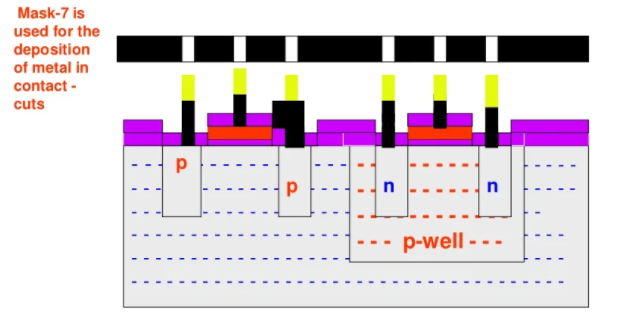 Mask-7 is
used for the
deposition
of metal in
contact -
cuts
p
p
n
n
p-well